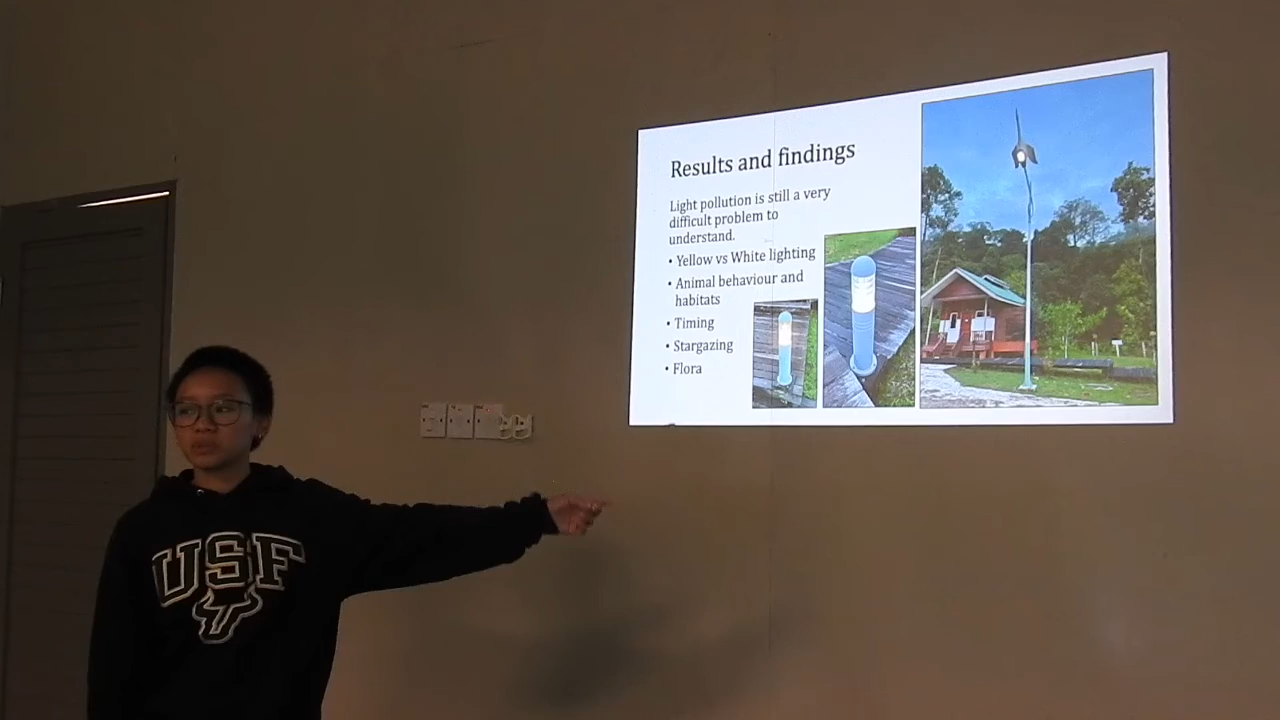 Results and findings
Light pollution is still a very
difficult problem to
understand.
• Yellow vs White lighting
• Animal behaviour and
habitats
• Timing
• Stargazing
• Flora
USF